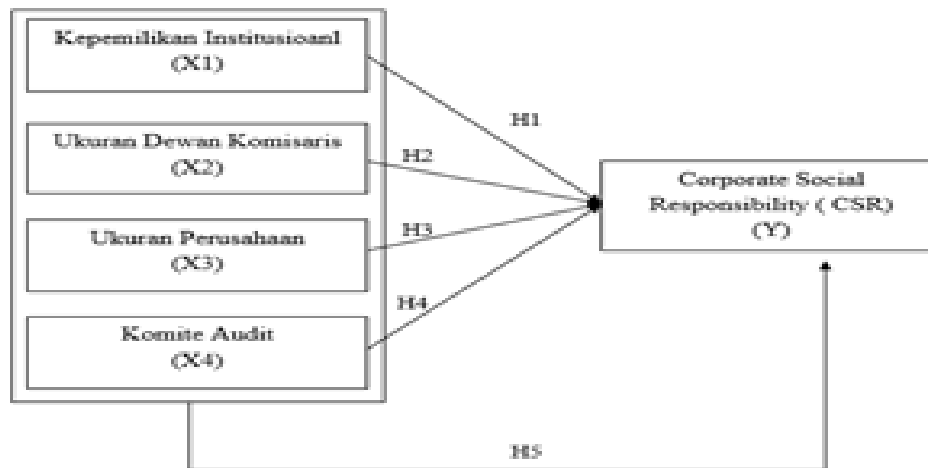 Kepemilikan Institusioanl
(X1)
H1
Ukuran Dewan Komisaris
(X2)
H2
Corporate Social
Responsibility ( CSR)
(Y)
Ukuran Perusahaan
(X3)
H3
H4
Komite Audit
(X4)
H5